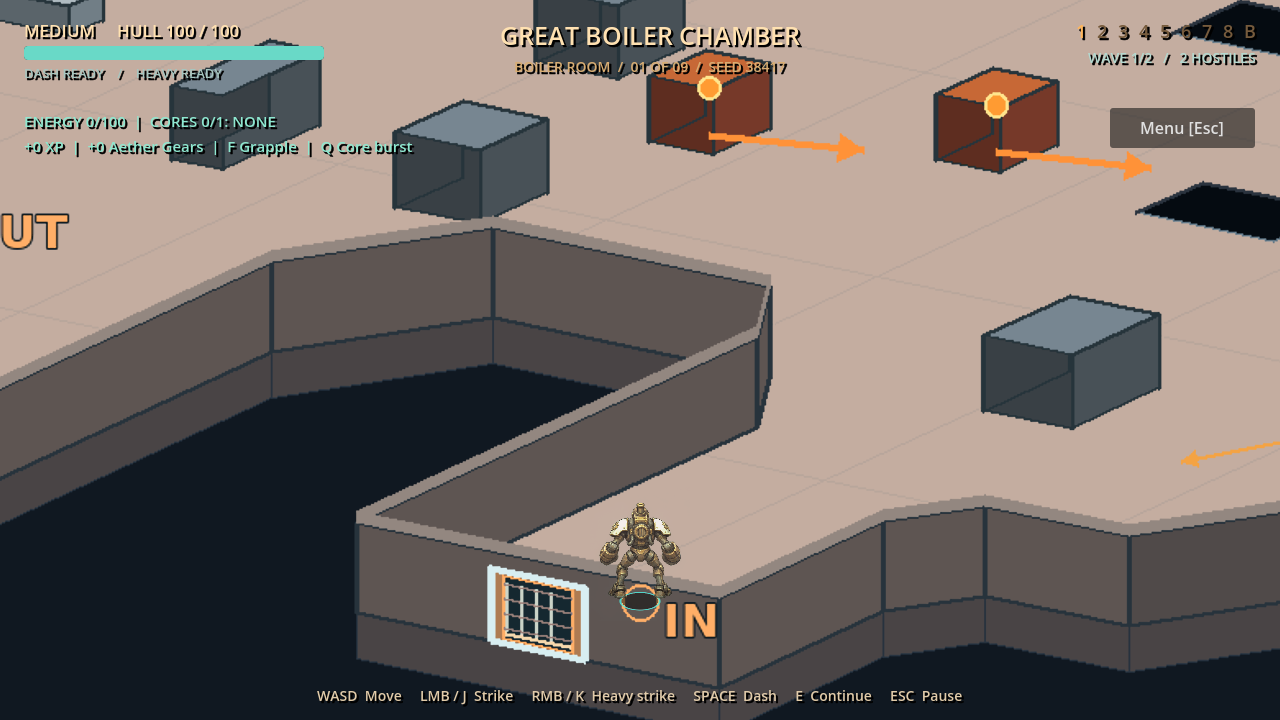 MEDIUM HULL 100 / 100
DASH READY / HEAVY READY
ENERGY 0/100 | CORES 0/1: NONE
+0 XP | +0 Aether Gears | F Grapple | Q Core burst
GREAT BOILER CHAMBER
BOILER ROOM / 01 OF 09 / SEED 38417
1 2 3 4 5 6 7 8 B
WAVE 1/2 / 2 HOSTILES
Menu [Esc]
UT
IN
WASD Move LMB / J Strike RMB / K Heavy strike SPACE Dash E Continue ESC Pause